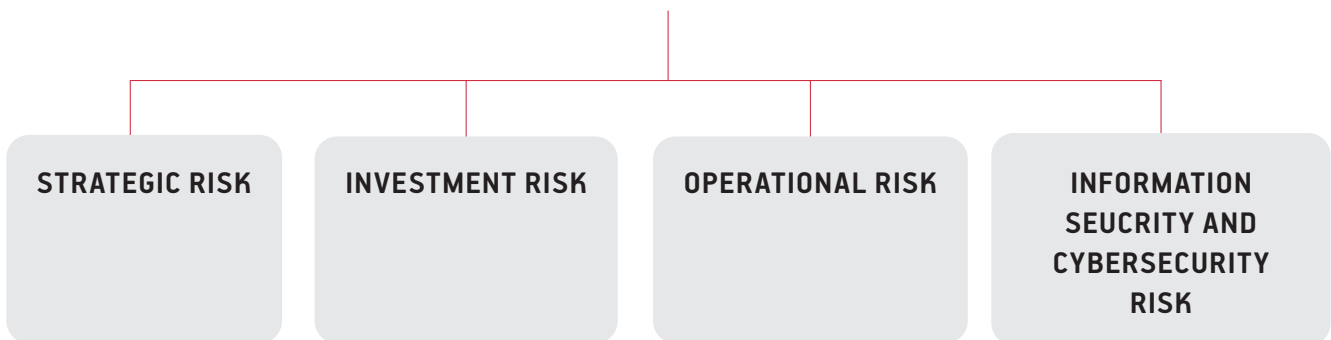 STRATEGIC RISK
INVESTMENT RISK
OPERATIONAL RISK
INFORMATION
SEUCRITY AND
CYBERSECURITY
RISK